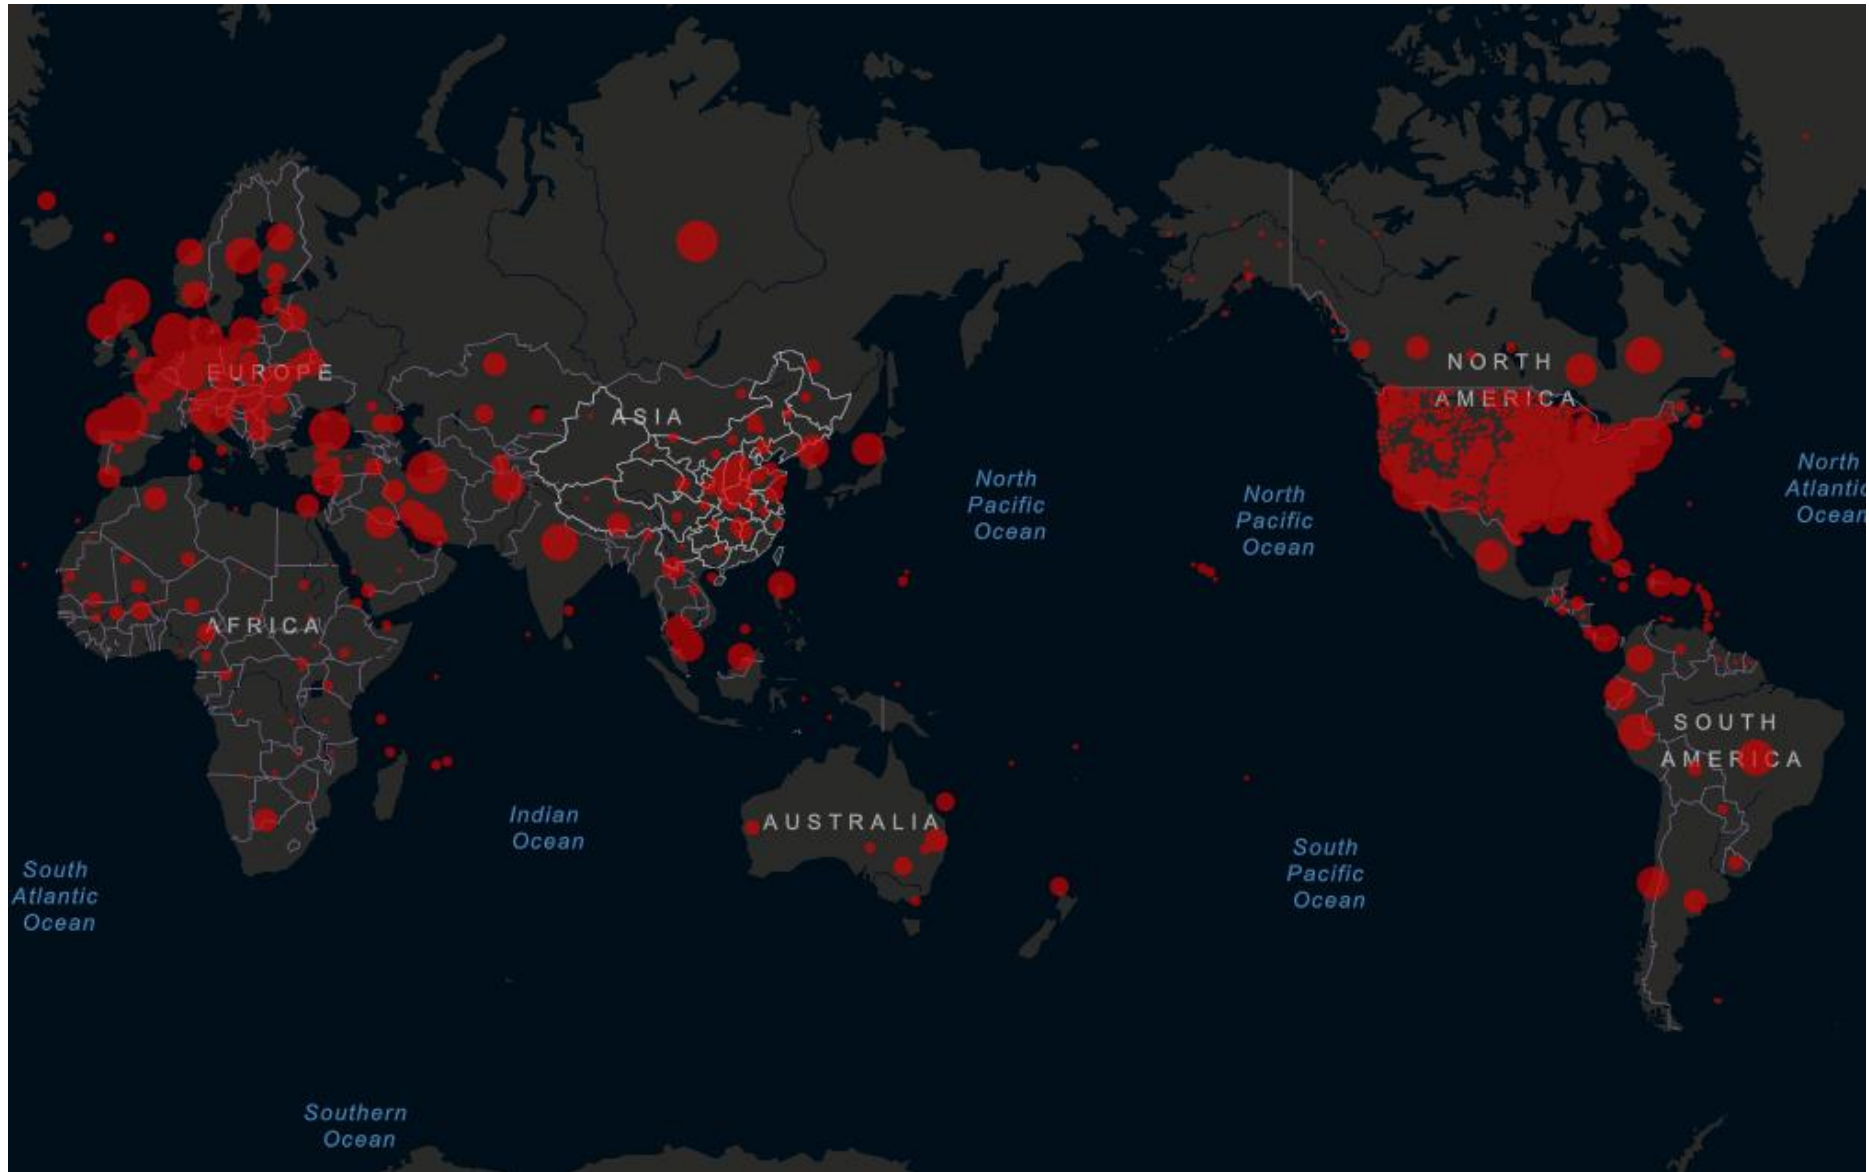 NORTH
AMERICA
EUROPE
ASIA
North
Pacific
Ocean
North
Pacific
Ocean
North
Atlantic
Ocean
AFRICA
SOUTH
AMERICA
Indian
Ocean
AUSTRALIA
South
Pacific
Ocean
South
Atlantic
Ocean
Southern
Ocean